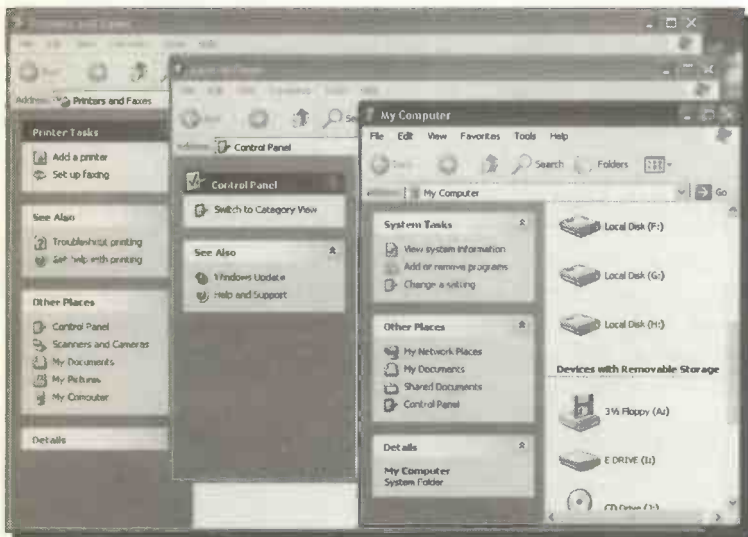 Printers and Faxes
Address Printers and Faxes
Printer Tasks
Add a printer
Set up faxing
See Also
Troubleshoot printing
Get help with printing
Other Places
Control Panel
Scanners and Cameras
My Documents
My Pictures
My Computer
Details
Control Panel
Control Panel
Switch to Category View
See Also
Windows Update
Help and Support
My Computer
File Edit View Favorites Tools Help
Search Folders
My Computer Go
System Tasks
View system information
Add or remove programs
Change a setting
Other Places
My Network Places
My Documents
Shared Documents
Control Panel
Details
My Computer
System Folder
Local Disk (F:)
Local Disk (G:)
Local Disk (H:)
Devices with Removable Storage
3½ Floppy (A:)
E DRIVE (I:)
CD Drive (J:)